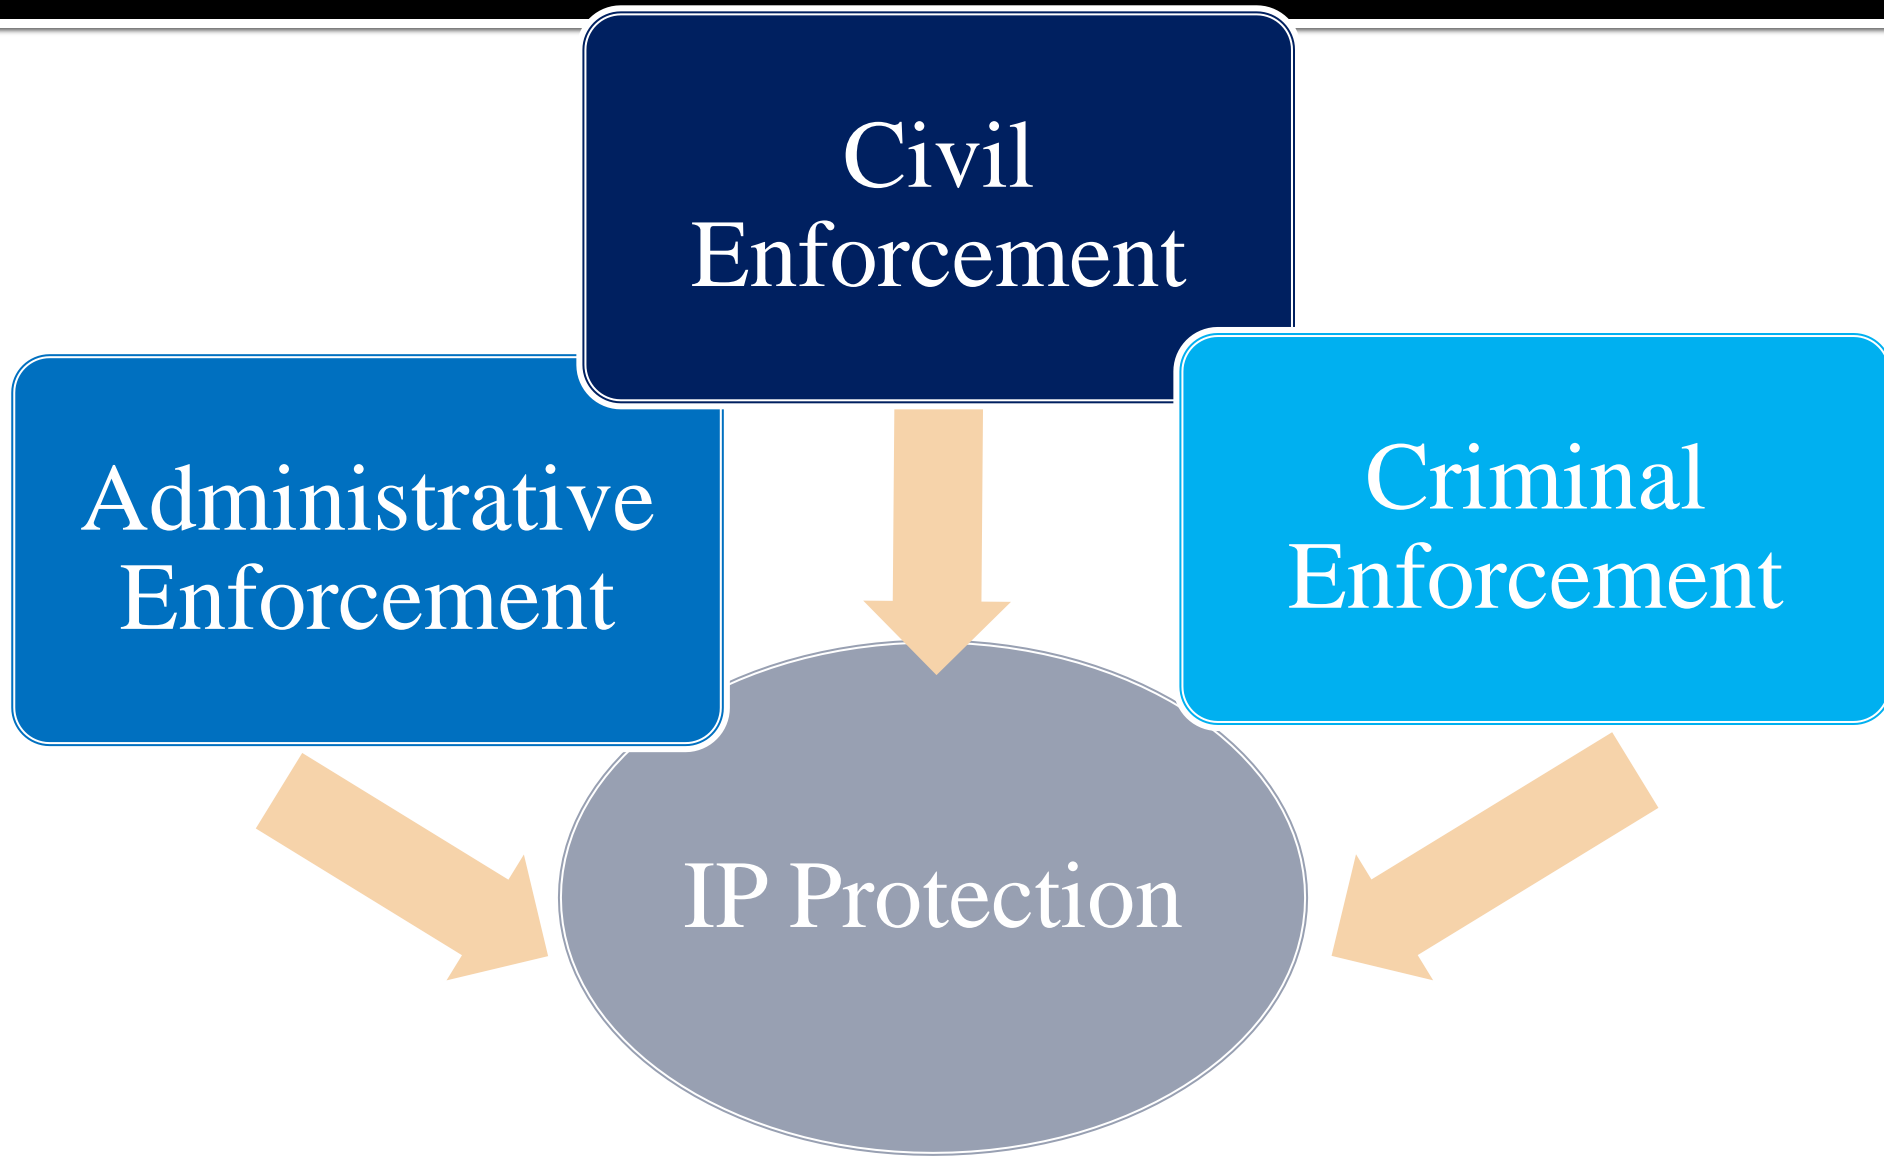 Civil
Enforcement
Administrative
Enforcement
Criminal
Enforcement
IP Protection